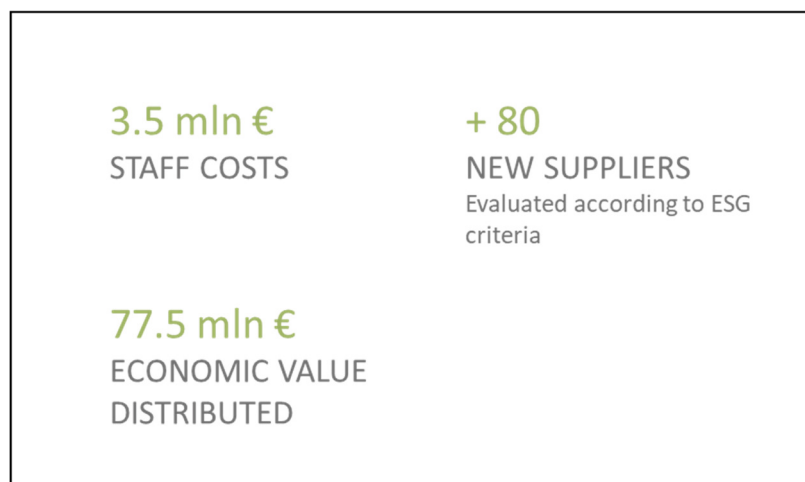 3.5 mln €
STAFF COSTS
+ 80
NEW SUPPLIERS
Evaluated according to ESG
criteria
77.5 mln €
ECONOMIC VALUE
DISTRIBUTED